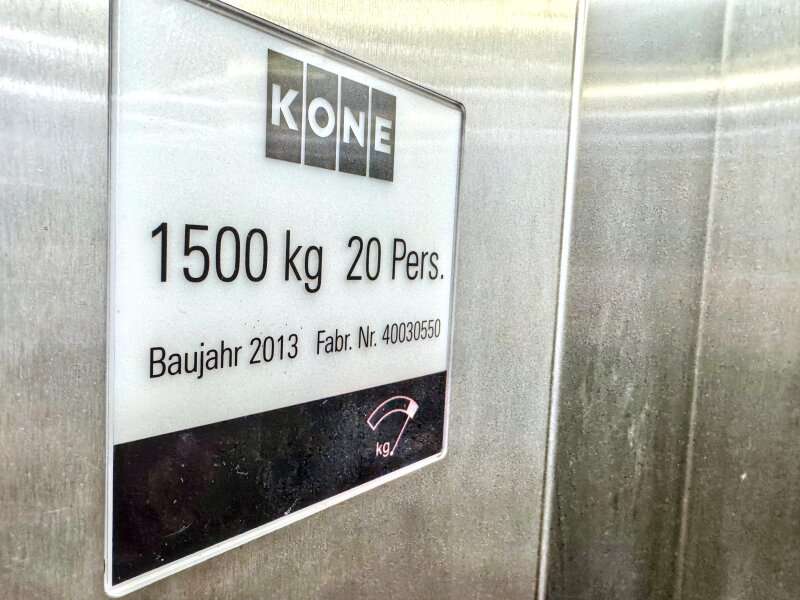 KONE
1500 kg 20 Pers.
Baujahr 2013 Fabr. Nr. 40030550
kg